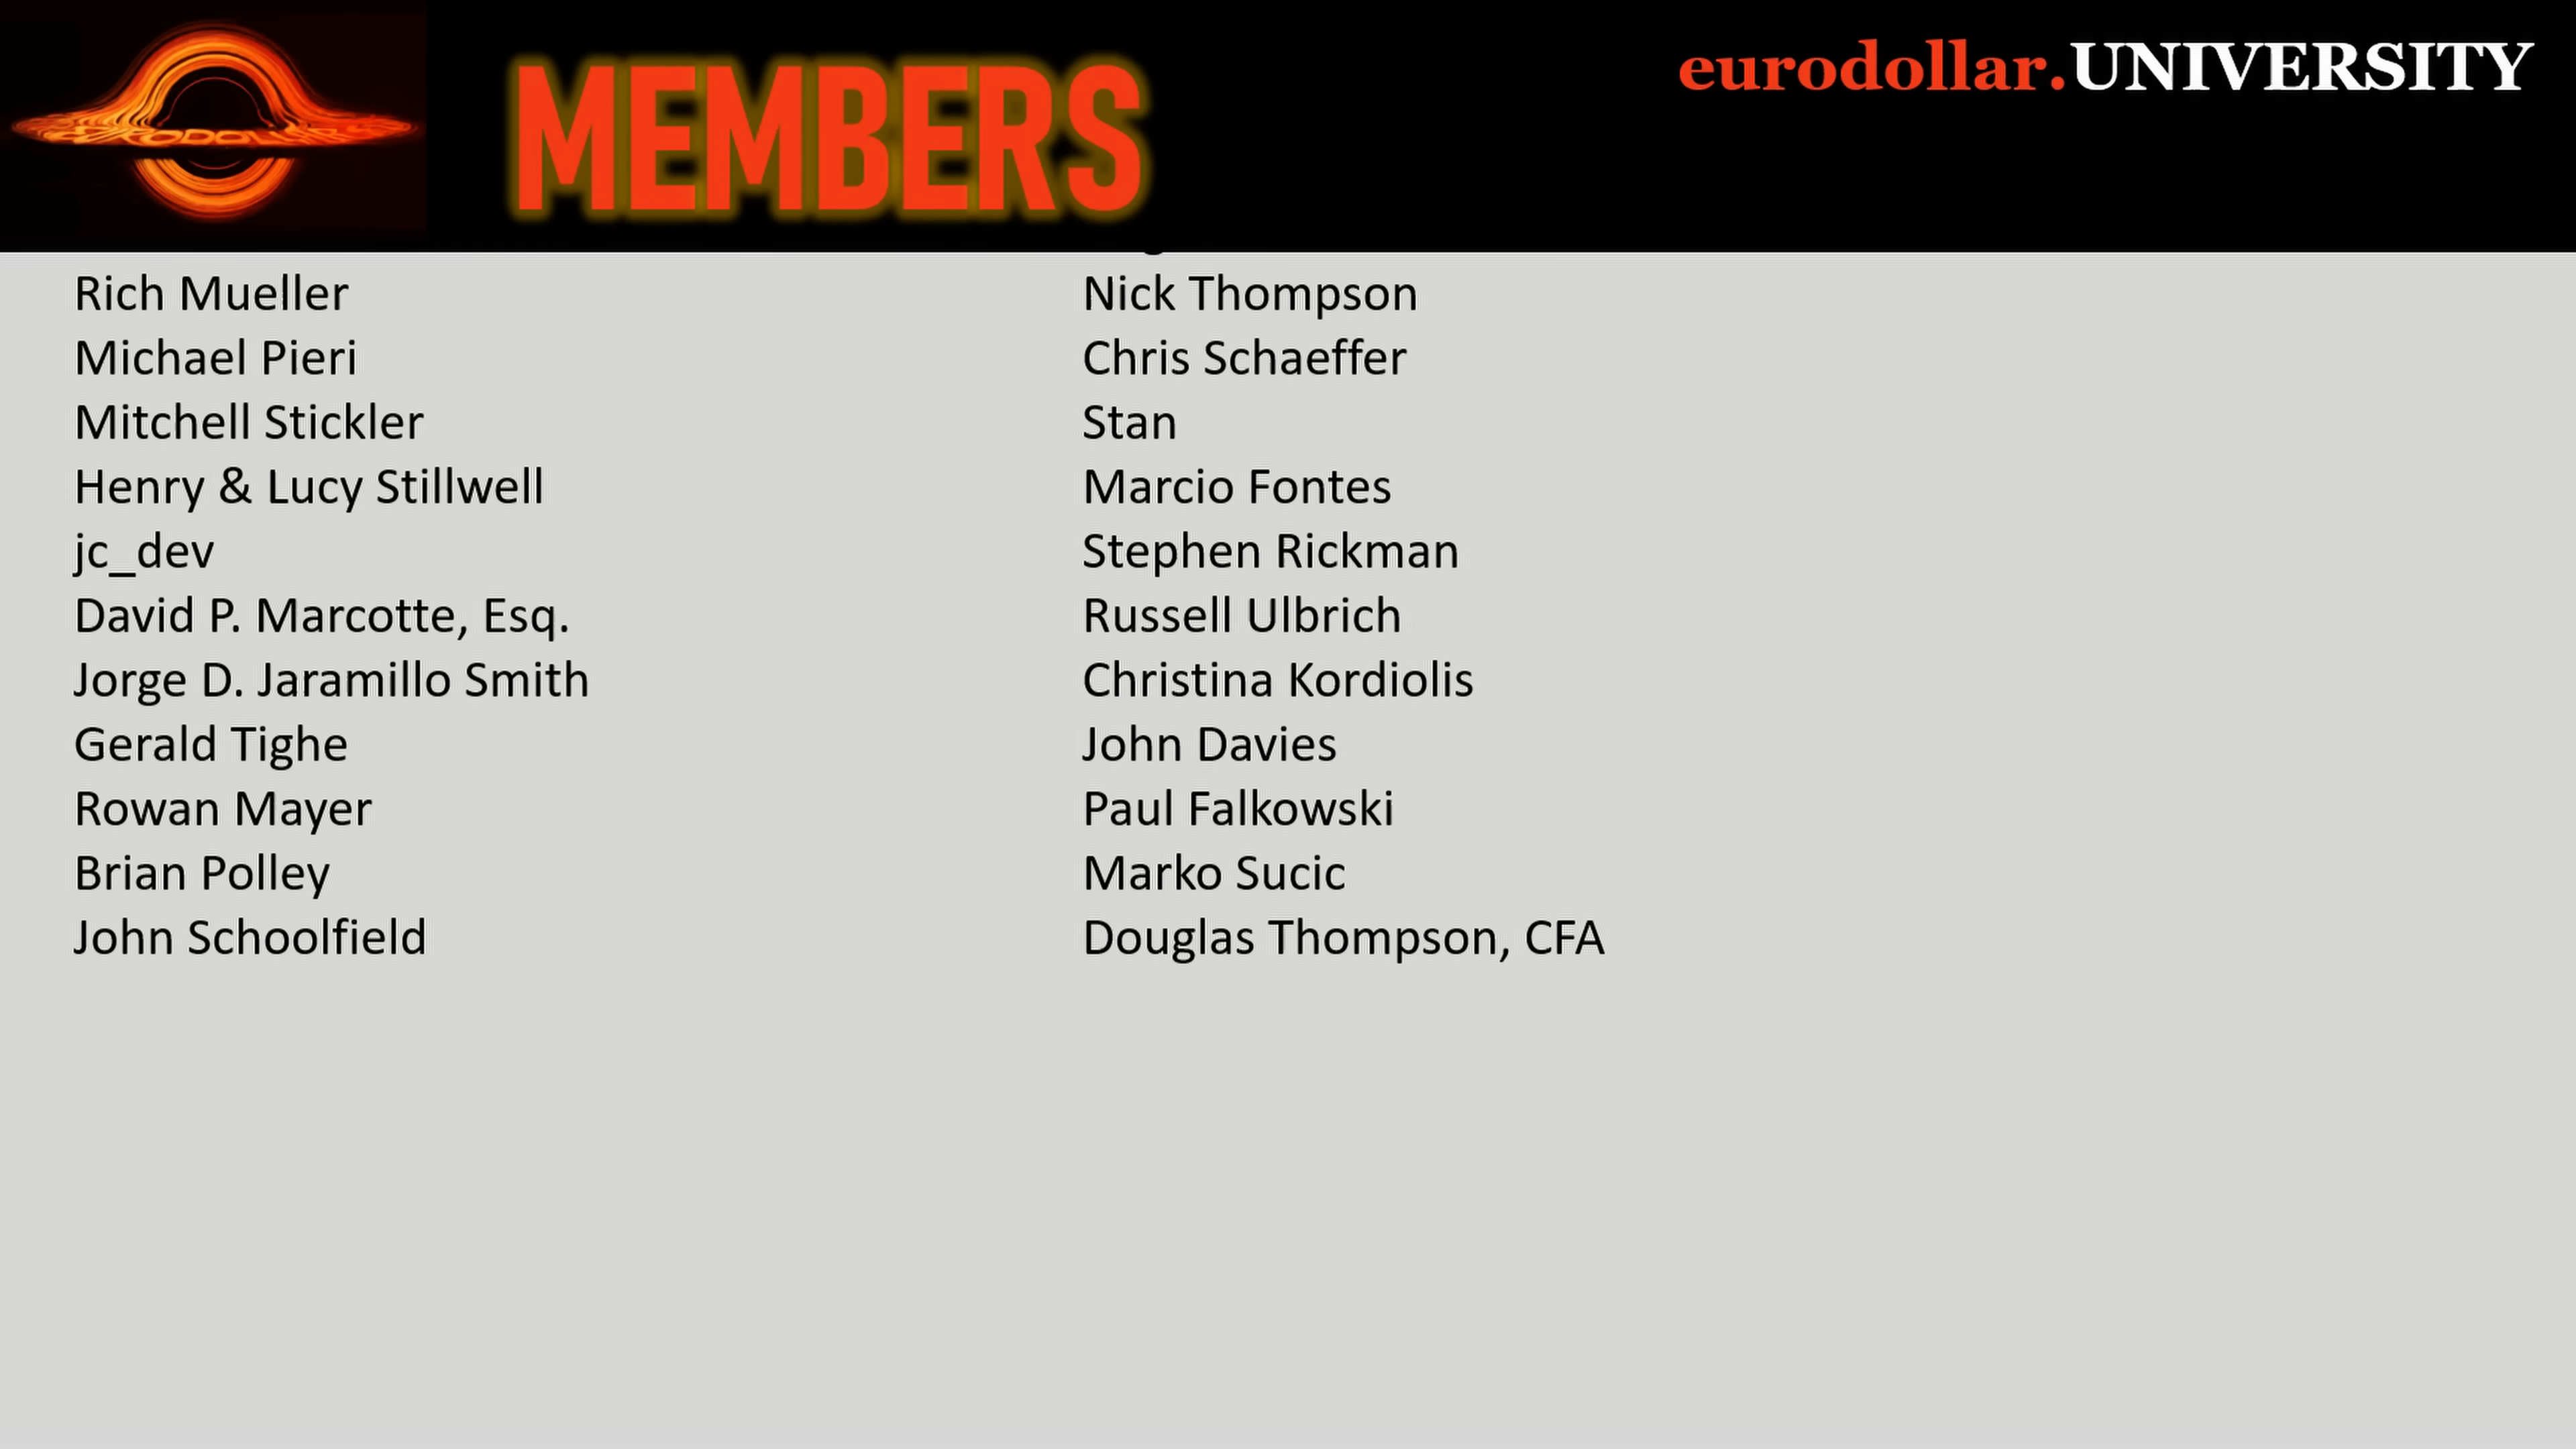 MEMBERS
eurodollar.UNIVERSITY
Rich Mueller
Michael Pieri
Mitchell Stickler
Henry & Lucy Stillwell
jc_dev
David P. Marcotte, Esq.
Jorge D. Jaramillo Smith
Gerald Tighe
Rowan Mayer
Brian Polley
John Schoolfield
Nick Thompson
Chris Schaeffer
Stan
Marcio Fontes
Stephen Rickman
Russell Ulbrich
Christina Kordiolis
John Davies
Paul Falkowski
Marko Sucic
Douglas Thompson, CFA